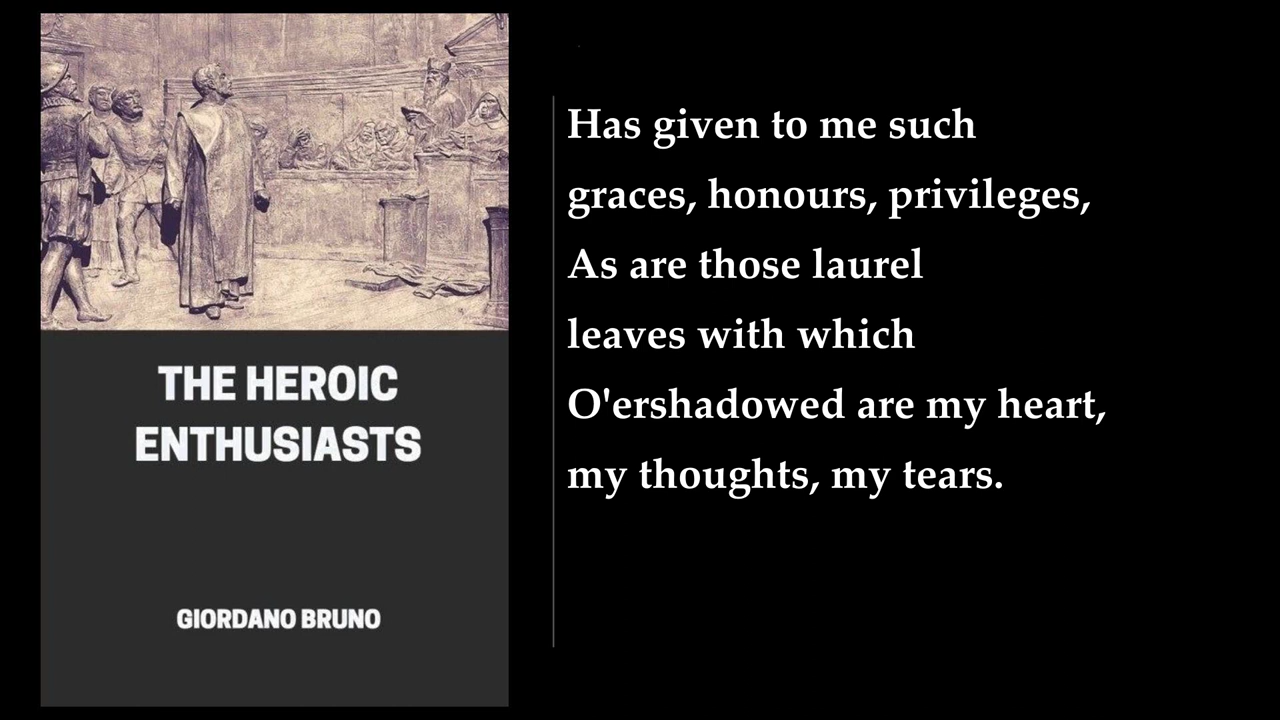 THE HEROIC
ENTHUSIASTS
GIORDANO BRUNO
Has given to me such
graces, honours, privileges,
As are those laurel
leaves with which
O'ershadowed are my heart,
my thoughts, my tears.